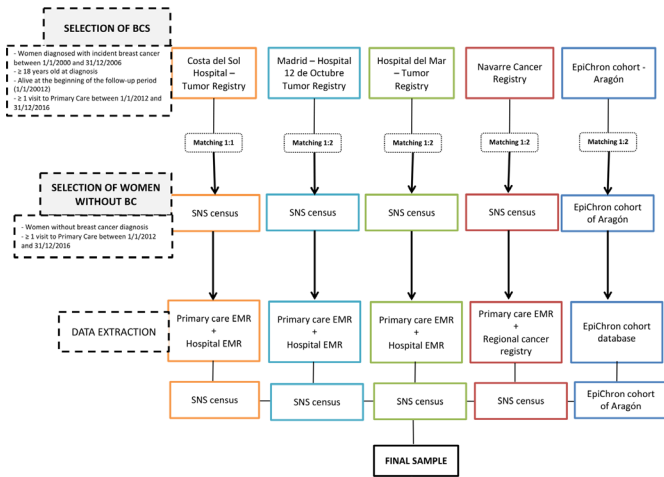 SELECTION OF BCS
- Women diagnosed with incident breast cancer
between 1/1/2000 and 31/12/2006
- ≥ 18 years old at diagnosis
- Alive at the beginning of the follow-up period
(1/1/20012)
- ≥ 1 visit to Primary Care between 1/1/2012 and
31/12/2016
Costa del Sol
Hospital –
Tumor Registry
Madrid – Hospital
12 de Octubre
Tumor Registry
Hospital del Mar
– Tumor
Registry
Navarre Cancer
Registry
EpiChron cohort -
Aragón
Matching 1:1
Matching 1:2
Matching 1:2
Matching 1:2
Matching 1:2
SELECTION OF WOMEN
WITHOUT BC
- Women without breast cancer diagnosis
- ≥ 1 visit to Primary Care between 1/1/2012
and 31/12/2016
SNS census
SNS census
SNS census
SNS census
EpiChron cohort
of Aragón
DATA EXTRACTION
Primary care EMR
+
Hospital EMR
Primary care EMR
+
Hospital EMR
Primary care EMR
+
Hospital EMR
Primary care EMR
+
Regional cancer
registry
EpiChron cohort
database
SNS census
SNS census
SNS census
SNS census
EpiChron cohort
of Aragón
FINAL SAMPLE